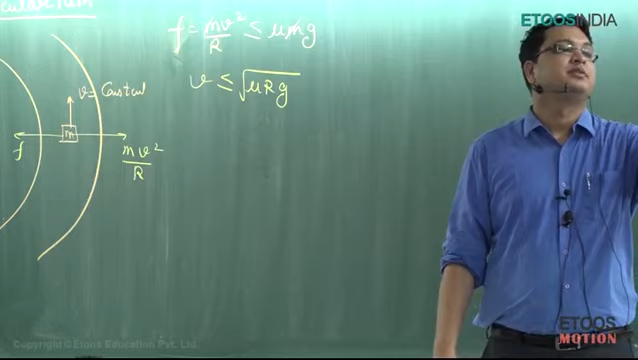 ETOOSINDIA
f = mv²/R ≤ μmg
v ≤ √μRg
v = Constant
m
f
mv²/R
ETOOS
MOTION
Copyright © Etoos Education Pvt. Ltd.